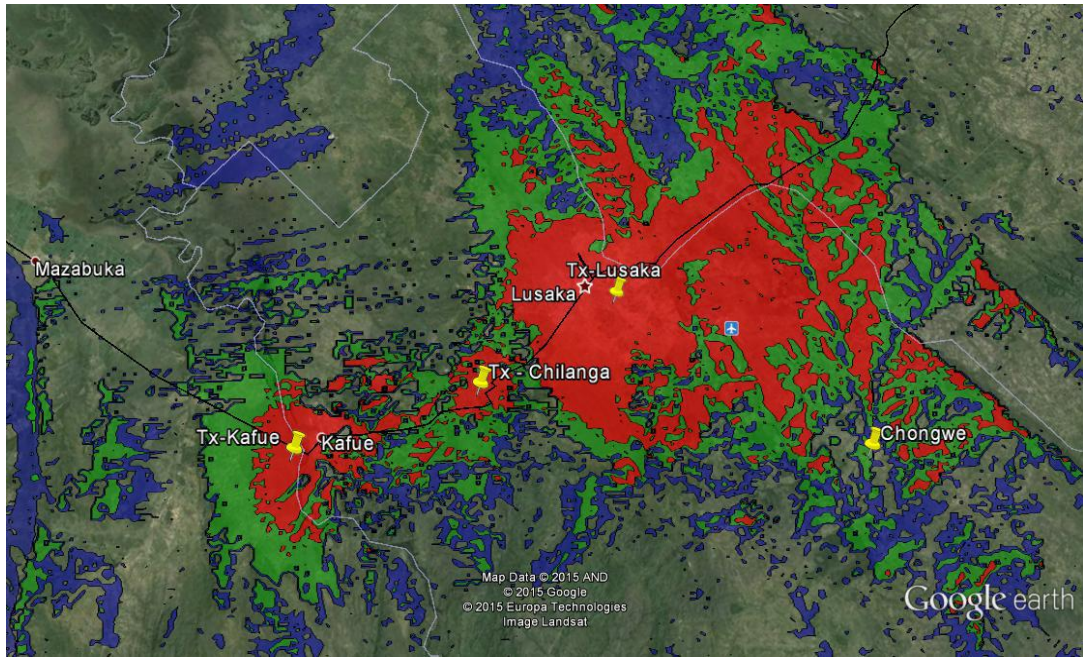 Mazabuka
Tx-Lusaka
Lusaka
Tx - Chilanga
Tx-Kafue
Kafue
Chongwe
Map Data © 2015 AND
© 2015 Google
© 2015 Europa Technologies
Image Landsat
Google earth